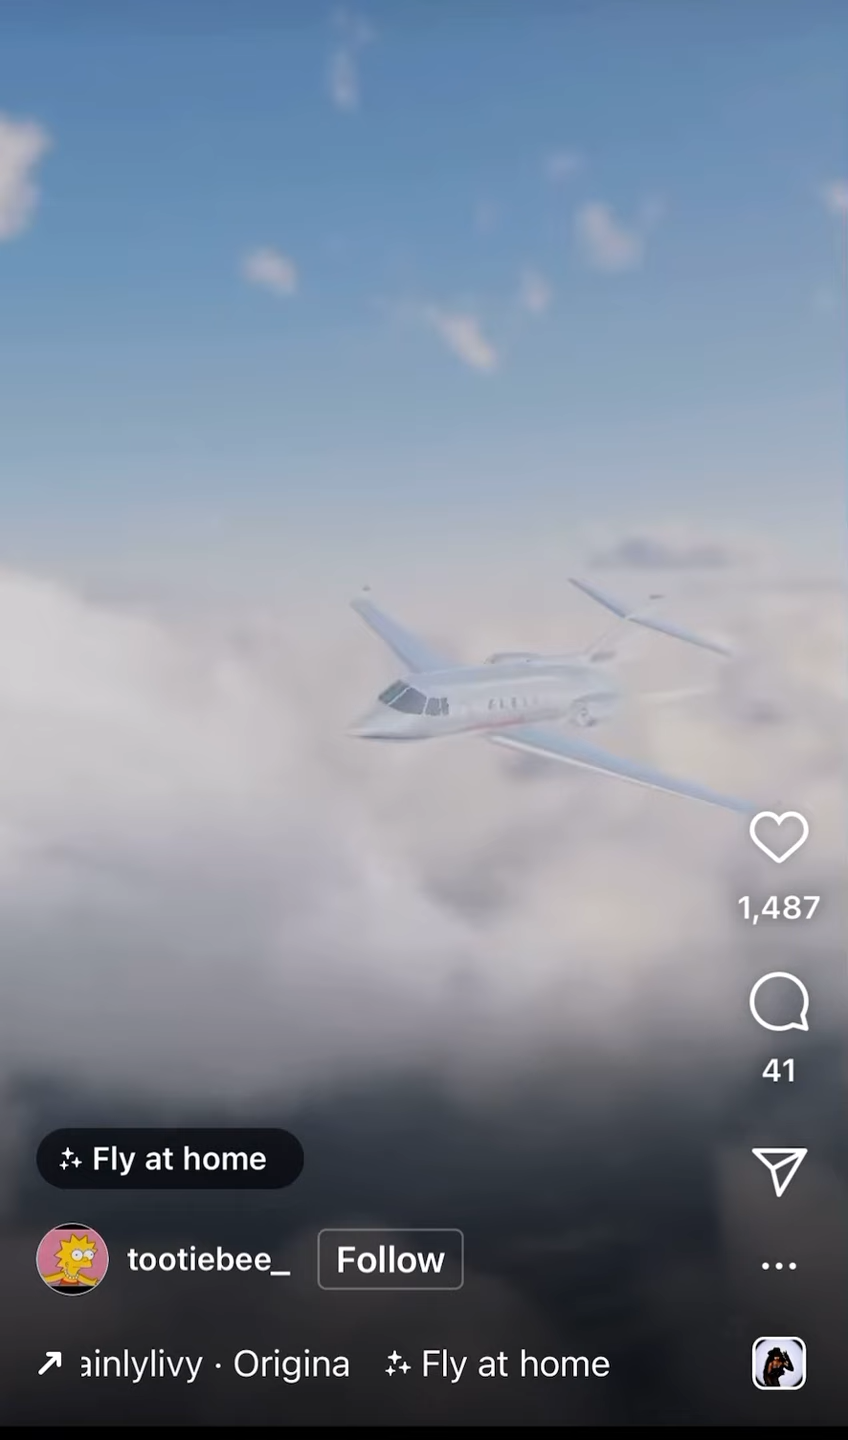 1,487
41
Fly at home
tootiebee_ Follow
ainlylivy · Origina Fly at home